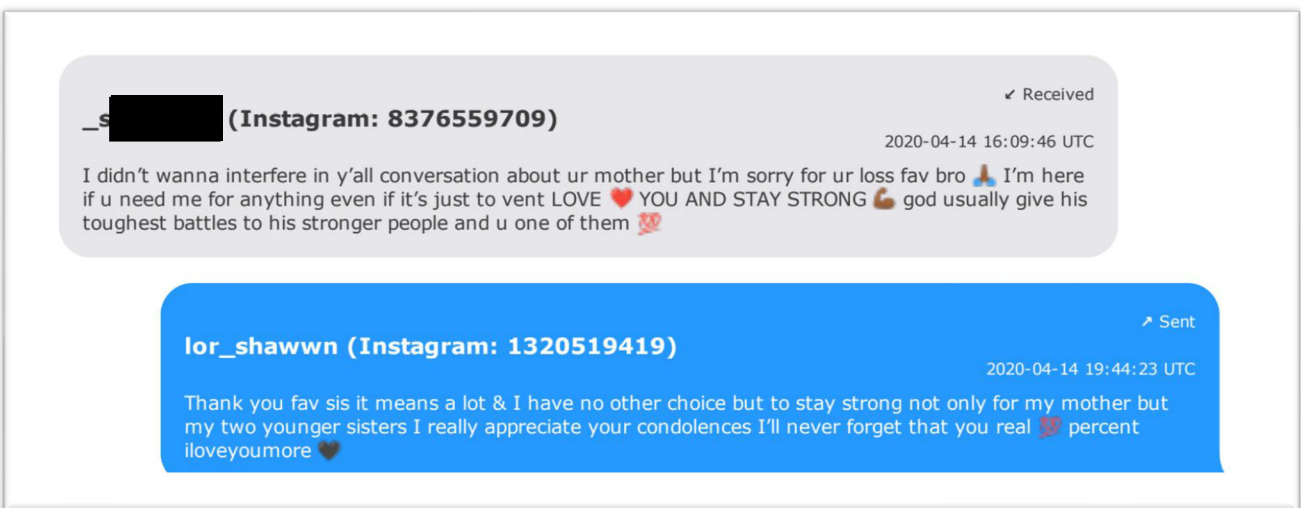 ↙ Received
_s (Instagram: 8376559709)
2020-04-14 16:09:46 UTC
I didn’t wanna interfere in y’all conversation about ur mother but I’m sorry for ur loss fav bro 🙏🏾 I’m here
if u need me for anything even if it’s just to vent LOVE ❤️ YOU AND STAY STRONG 💪🏾 god usually give his
toughest battles to his stronger people and u one of them 💯
↗ Sent
lor_shawwn (Instagram: 1320519419)
2020-04-14 19:44:23 UTC
Thank you fav sis it means a lot & I have no other choice but to stay strong not only for my mother but
my two younger sisters I really appreciate your condolences I’ll never forget that you real 💯 percent
iloveyoumore 🖤